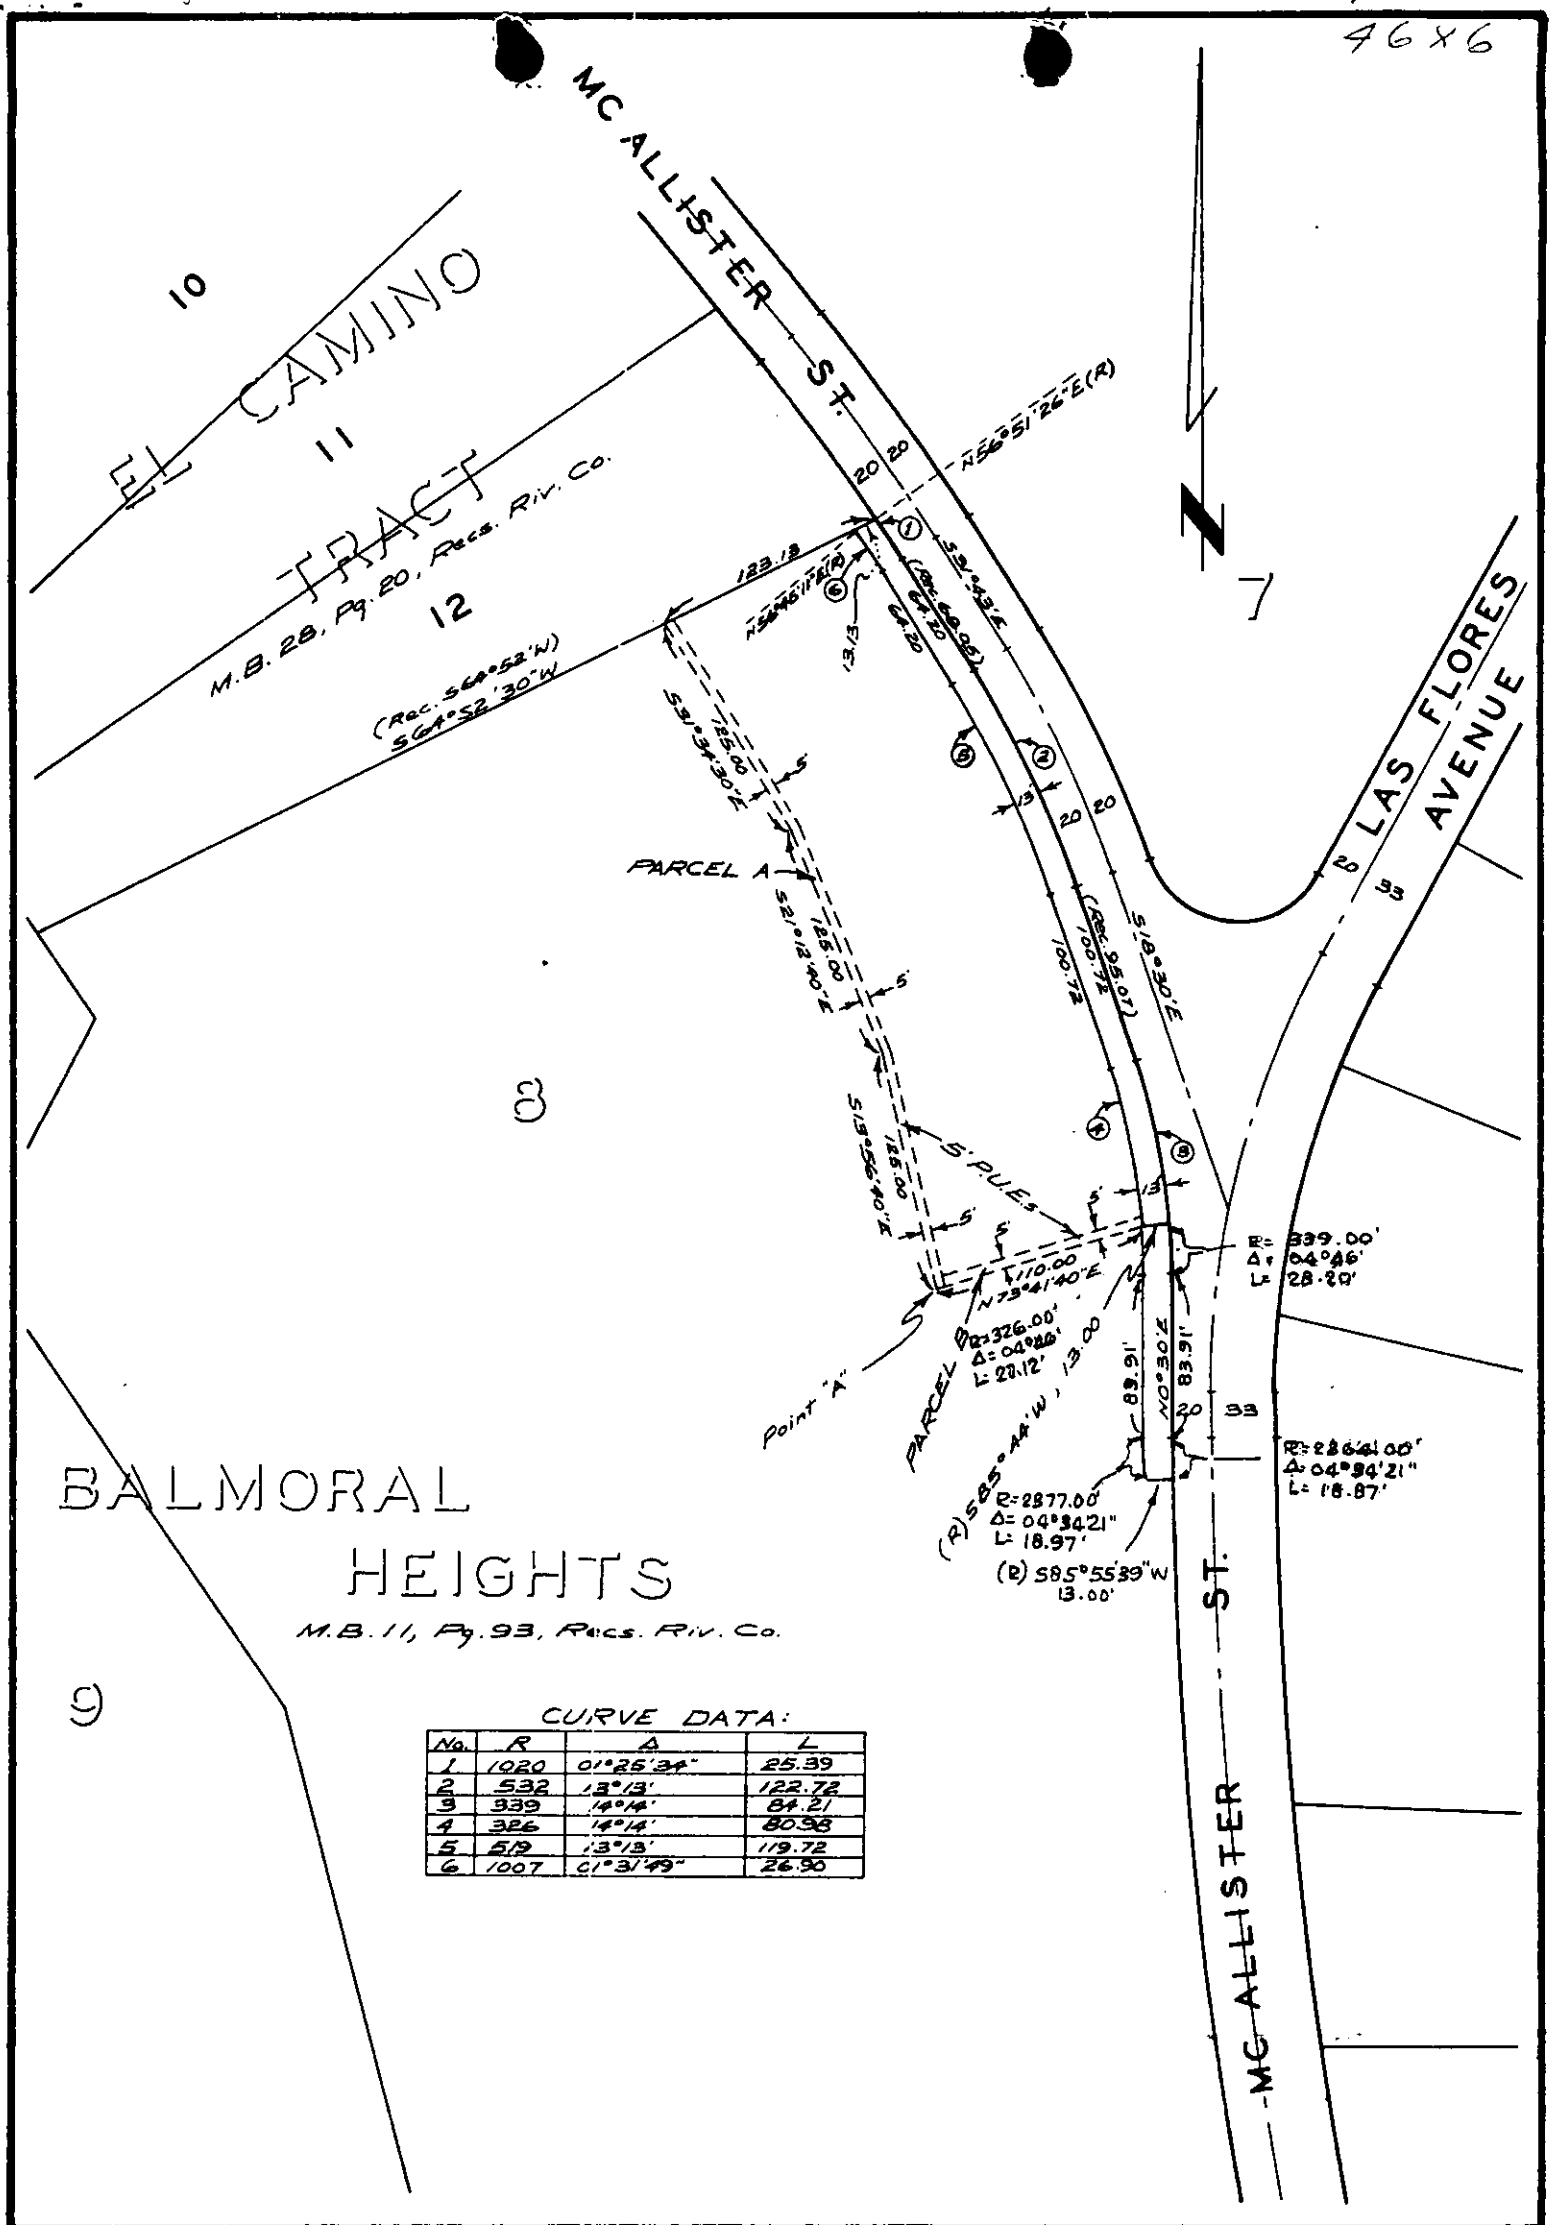 46X6
MC ALLISTER ST.
10
EL CAMINO
11
TRACT
M.B. 28, Pg. 20, Recs. Riv. Co.
12
N56°51'26"E(R)
20 20
1
S31°43'E
(Rec. 68.05)
64.20
64.20
123.13
6
13.13
N
7
(Rec. S64°52'W)
S64°52'30"W
LAS FLORES
AVENUE
20 33
125.00
S31°34'30"E
5'
5
2
13'
20 20
PARCEL A
125.00
S21°12'40"E
5'
(Rec. 95.07)
100.72
100.72
S18°30'E
8
4
3
125.00
S13°56'40"E
5'
5' P.U.E.s
5'
5'
13'
110.00
N73°41'40"E
R= 339.00'
Δ= 04°46'
L= 28.20'
Point "A"
PARCEL B
R=326.00'
Δ=04°46'
L=27.12'
(R) S85°44'W, 13.00
83.91'
N0°30'E
83.91'
20 33
R=2864.00'
Δ=04°34'21"
L= 18.87'
R=2877.00'
Δ= 04°3421"
L= 18.97'
(R) S85°5539"W
13.00'
BALMORAL
HEIGHTS
M.B. 11, Pg. 93, Recs. Riv. Co.
9
CURVE DATA:
No. R Δ L
1 1020 01°25'34" 25.39
2 532 13°13' 122.72
3 339 14°14' 84.21
4 326 14°14' 80.98
5 519 13°13' 119.72
6 1007 01°31'49" 26.90
MC ALLISTER ST.